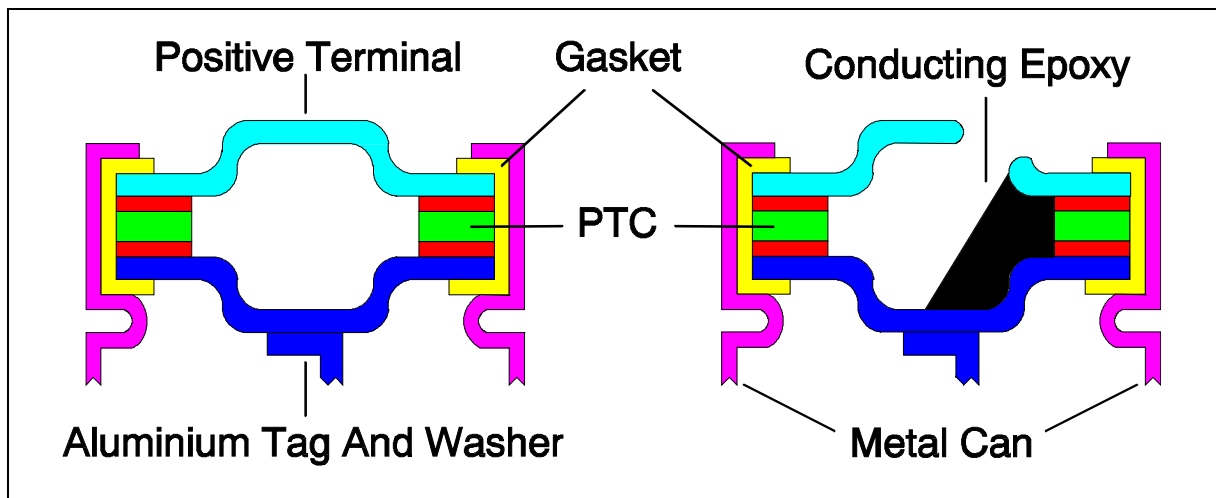 Positive Terminal
Gasket
Conducting Epoxy
PTC
Aluminium Tag And Washer
Metal Can